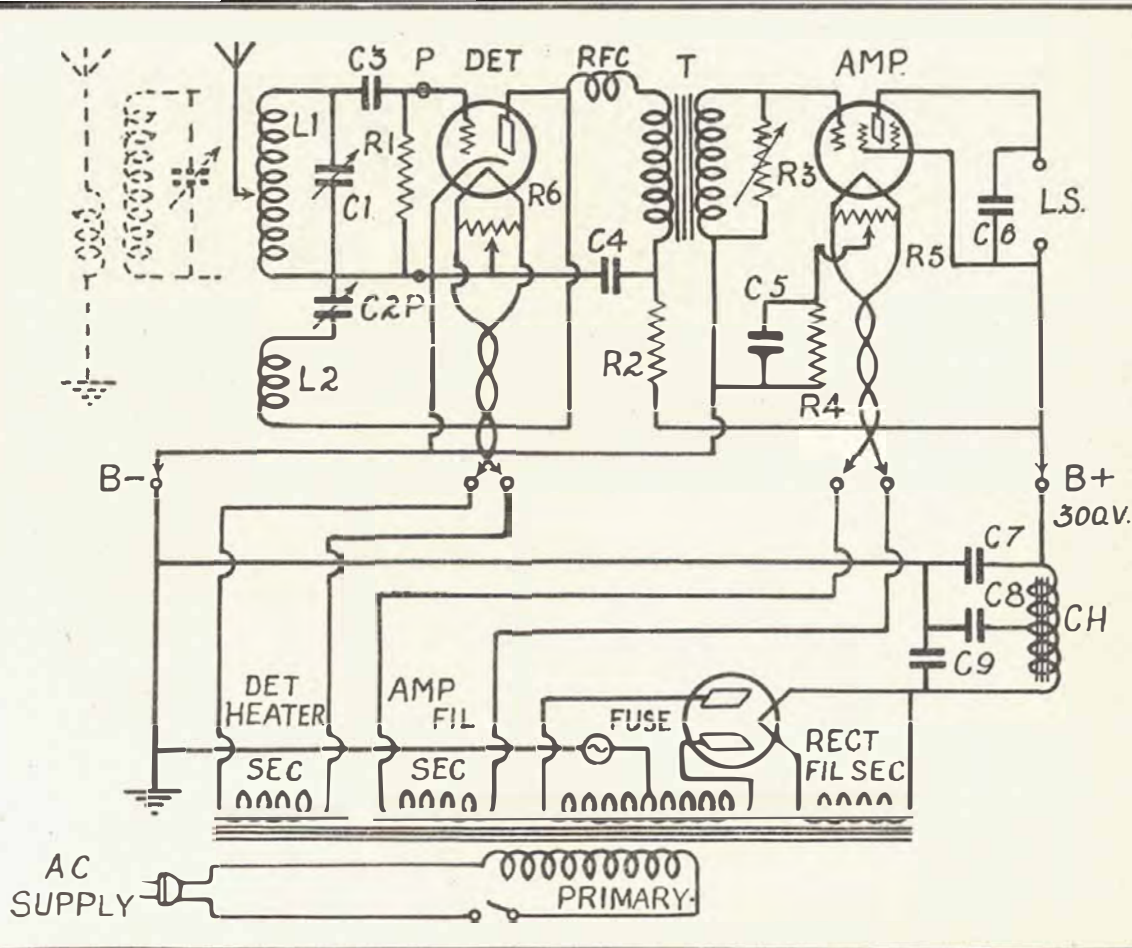 C3 P DET RFC T AMP.
L1 R1 C1 R6 R3 C6 L.S.
C4 R5
C2P C5
L2 R2 R4
B- B+
300V.
C7
C8
CH
C9
DET
HEATER
AMP
FIL
FUSE
RECT
FIL SEC
SEC SEC
AC
SUPPLY
PRIMARY